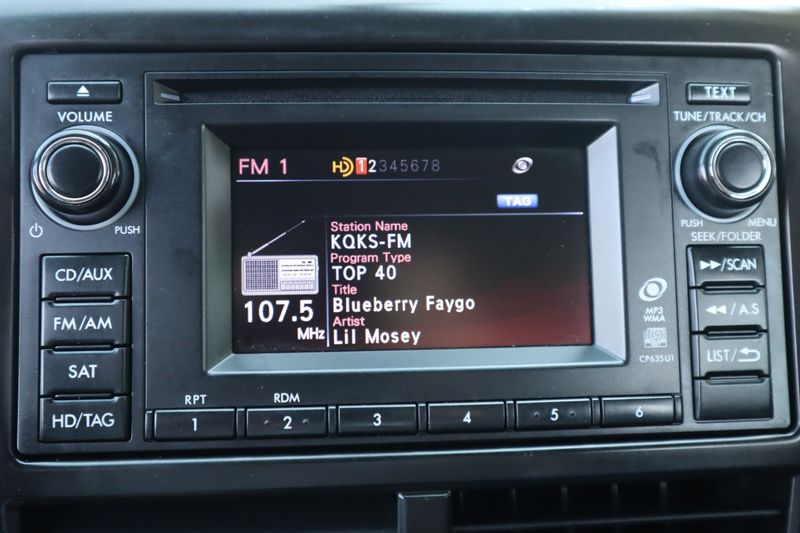 VOLUME
PUSH
TEXT
TUNE/TRACK/CH
PUSH
MENU
SEEK/FOLDER
FM 1
HD 12345678
TAG
Station Name
KQKS-FM
Program Type
TOP 40
Title
Blueberry Faygo
Artist
Lil Mosey
107.5
MHz
CD/AUX
FM/AM
SAT
HD/TAG
/SCAN
/A.S
LIST/
MP3
WMA
CP635U1
RPT
RDM
1
2
3
4
5
6